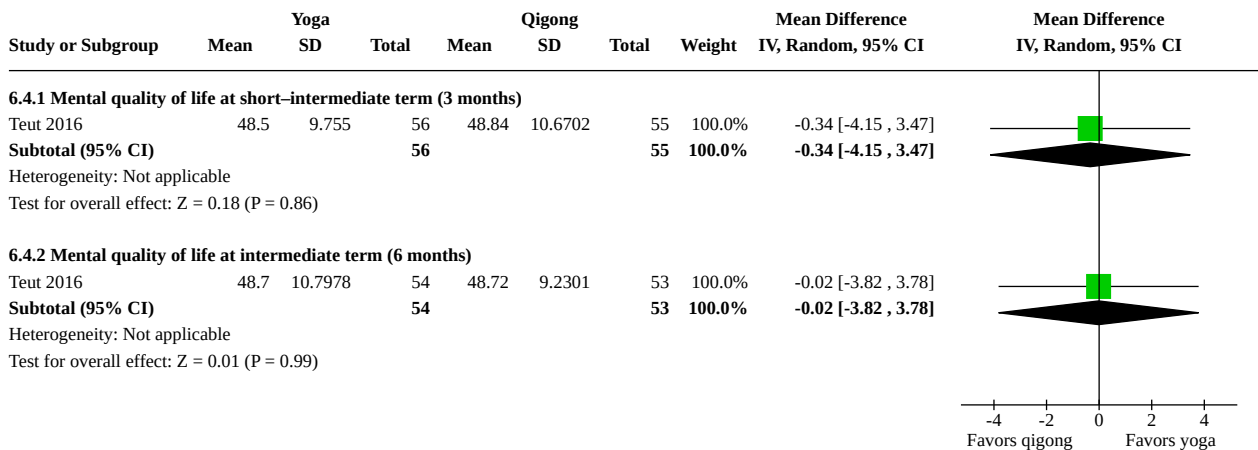 Yoga Qigong Mean Difference Mean Difference
Study or Subgroup Mean SD Total Mean SD Total Weight IV, Random, 95% CI IV, Random, 95% CI
6.4.1 Mental quality of life at short–intermediate term (3 months)
Teut 2016 48.5 9.755 56 48.84 10.6702 55 100.0% -0.34 [-4.15 , 3.47]
Subtotal (95% CI) 56 55 100.0% -0.34 [-4.15 , 3.47]
Heterogeneity: Not applicable
Test for overall effect: Z = 0.18 (P = 0.86)
6.4.2 Mental quality of life at intermediate term (6 months)
Teut 2016 48.7 10.7978 54 48.72 9.2301 53 100.0% -0.02 [-3.82 , 3.78]
Subtotal (95% CI) 54 53 100.0% -0.02 [-3.82 , 3.78]
Heterogeneity: Not applicable
Test for overall effect: Z = 0.01 (P = 0.99)
-4 -2 0 2 4
Favors qigong Favors yoga